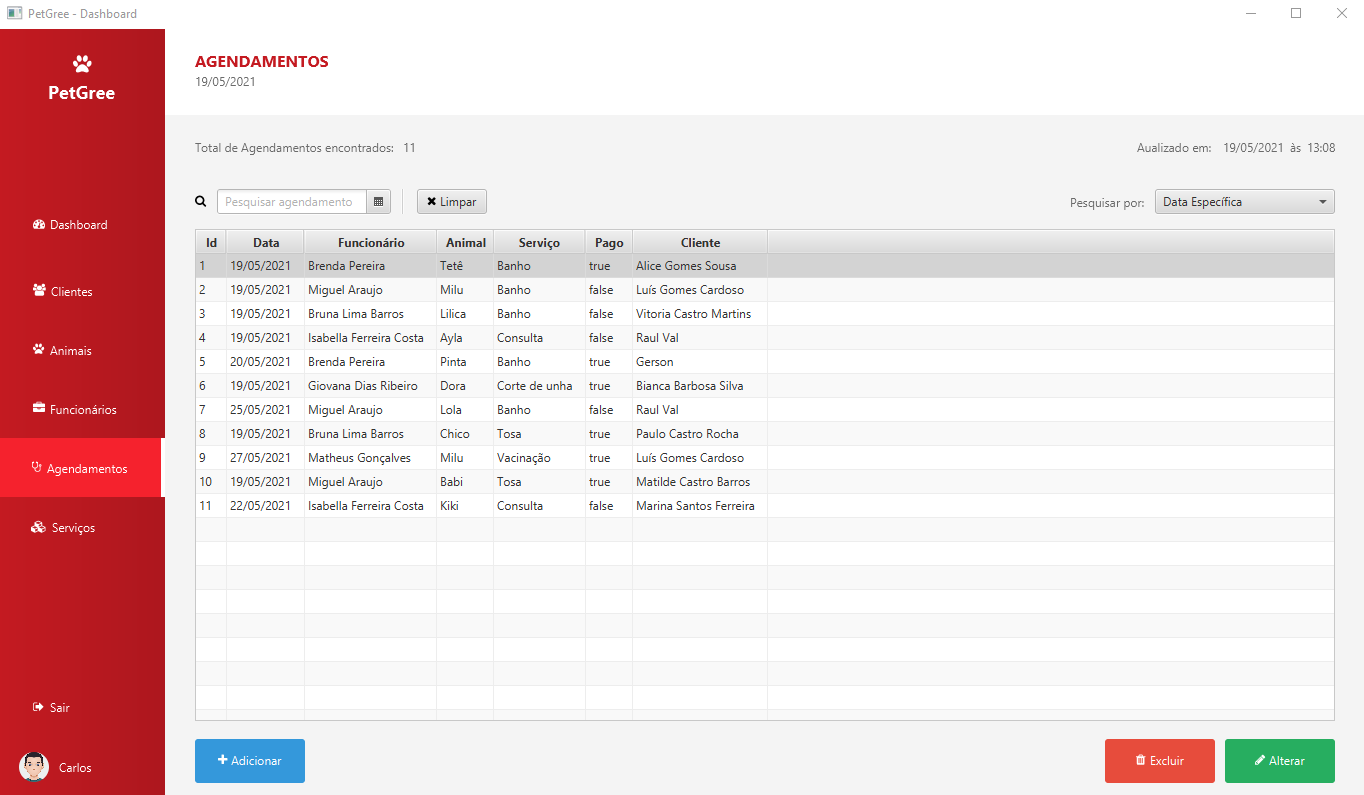 PetGree - Dashboard
PetGree
AGENDAMENTOS
19/05/2021
Total de Agendamentos encontrados: 11
Aualizado em: 19/05/2021 às 13:08
Pesquisar agendamento
Limpar
Pesquisar por: Data Específica
Dashboard
Clientes
Animais
Funcionários
Agendamentos
Serviços
Sair
Carlos
Id Data Funcionário Animal Serviço Pago Cliente
1 19/05/2021 Brenda Pereira Tetê Banho true Alice Gomes Sousa
2 19/05/2021 Miguel Araujo Milu Banho false Luís Gomes Cardoso
3 19/05/2021 Bruna Lima Barros Lilica Banho false Vitoria Castro Martins
4 19/05/2021 Isabella Ferreira Costa Ayla Consulta false Raul Val
5 20/05/2021 Brenda Pereira Pinta Banho true Gerson
6 19/05/2021 Giovana Dias Ribeiro Dora Corte de unha true Bianca Barbosa Silva
7 25/05/2021 Miguel Araujo Lola Banho false Raul Val
8 19/05/2021 Bruna Lima Barros Chico Tosa true Paulo Castro Rocha
9 27/05/2021 Matheus Gonçalves Milu Vacinação true Luís Gomes Cardoso
10 19/05/2021 Miguel Araujo Babi Tosa true Matilde Castro Barros
11 22/05/2021 Isabella Ferreira Costa Kiki Consulta false Marina Santos Ferreira
Adicionar
Excluir
Alterar